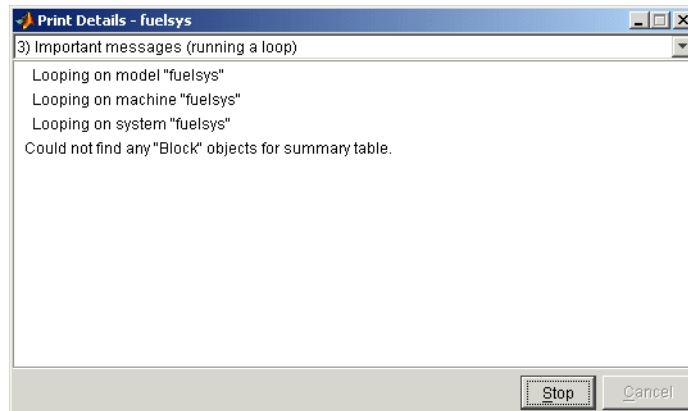 Print Details - fuelsys
3) Important messages (running a loop)
Looping on model "fuelsys"
Looping on machine "fuelsys"
Looping on system "fuelsys"
Could not find any "Block" objects for summary table.
Stop Cancel